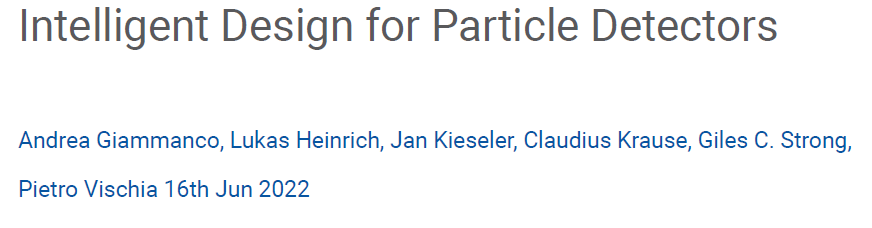 Intelligent Design for Particle Detectors
Andrea Giammanco, Lukas Heinrich, Jan Kieseler, Claudius Krause, Giles C. Strong,
Pietro Vischia 16th Jun 2022